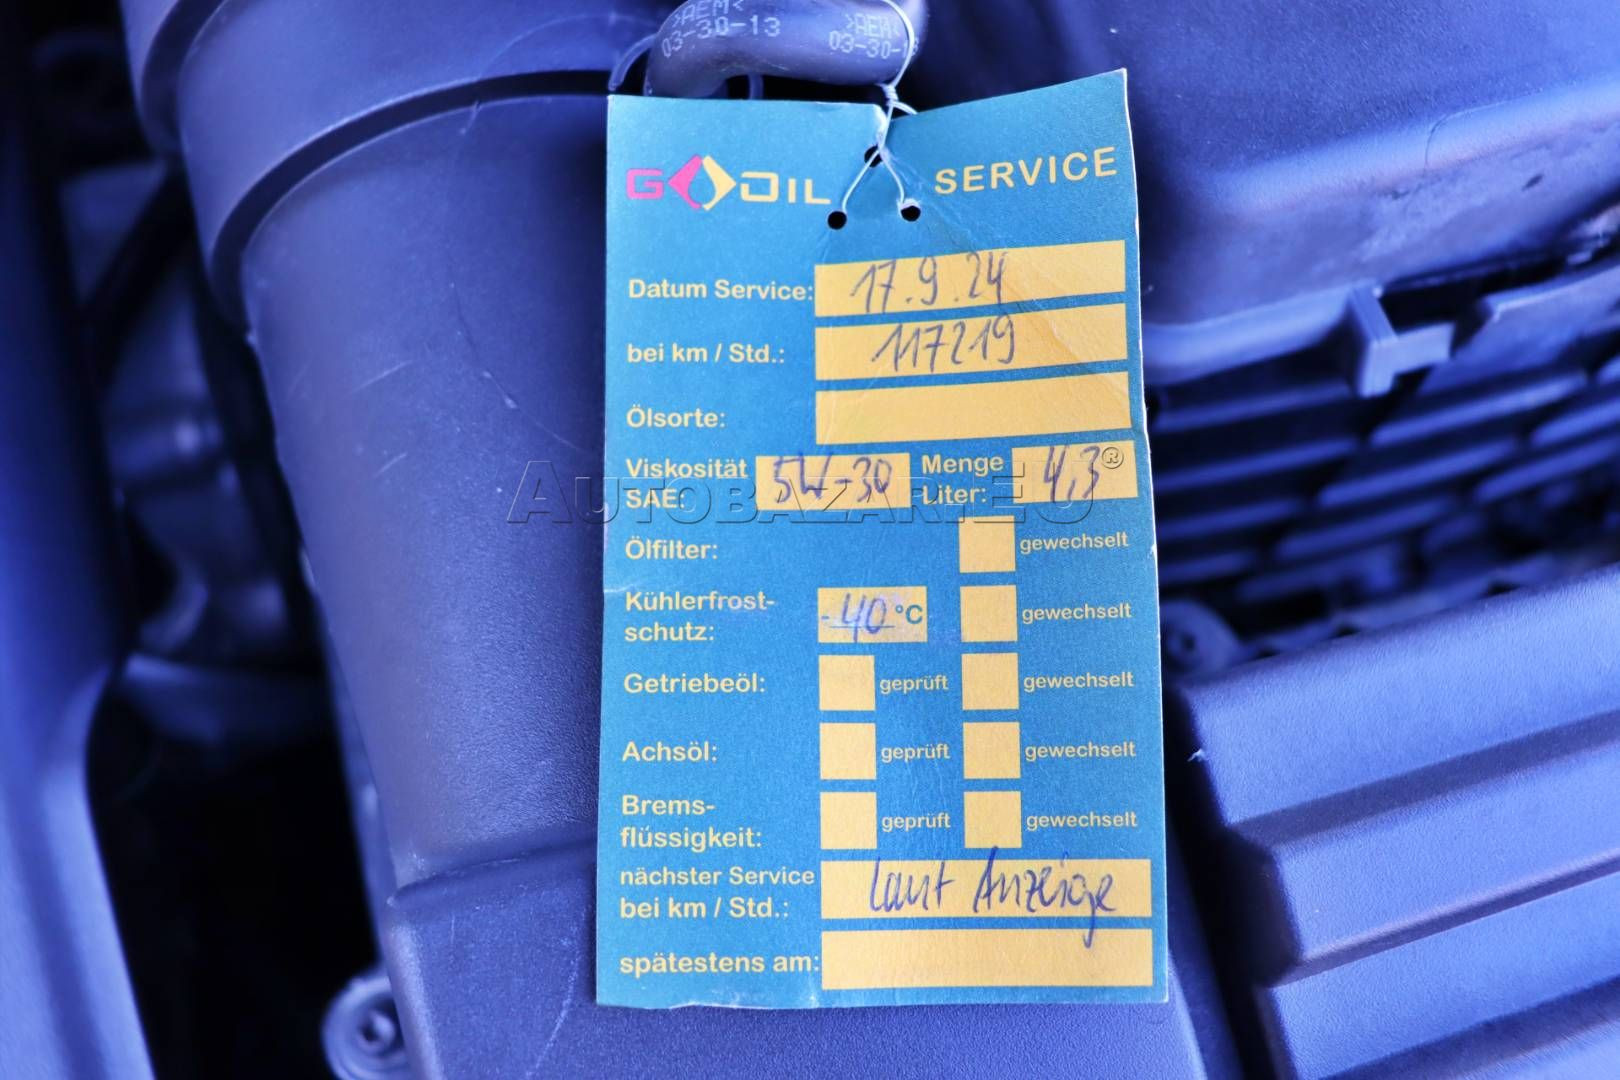 >AEM<
03-30-13
>AEM<
03-30-1
GOOIL SERVICE
Datum Service: 17.9.24
bei km / Std.: 117219
Ölsorte:
Viskosität SAE: 5W-30 Menge Liter: 4,3
AUTOBAZAR.EU®
Ölfilter: gewechselt
Kühlerfrost-
schutz: -40 °C gewechselt
Getriebeöl: geprüft gewechselt
Achsöl: geprüft gewechselt
Brems-
flüssigkeit: geprüft gewechselt
nächster Service
bei km / Std.: laut Anzeige
spätestens am: